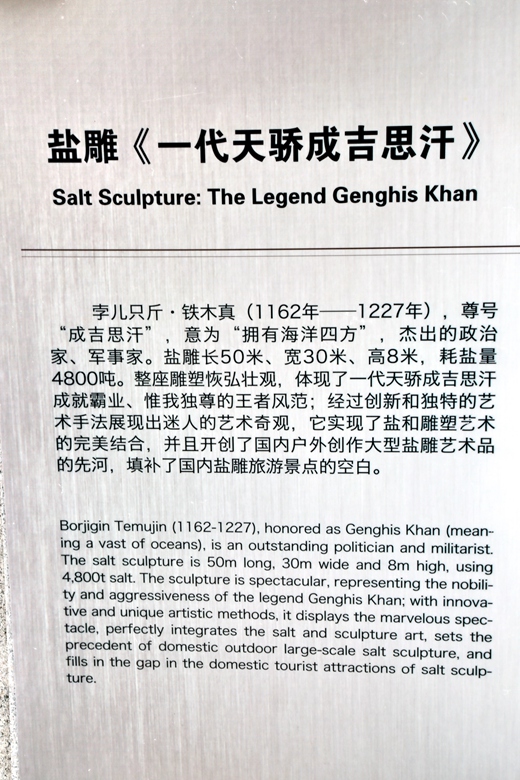 盐雕《一代天骄成吉思汗》
Salt Sculpture: The Legend Genghis Khan
孛儿只斤·铁木真（1162年——1227年），尊号
“成吉思汗”，意为“拥有海洋四方”，杰出的政治
家、军事家。盐雕长50米、宽30米、高8米，耗盐量
4800吨。整座雕塑恢弘壮观，体现了一代天骄成吉思汗
成就霸业、惟我独尊的王者风范；经过创新和独特的艺
术手法展现出迷人的艺术奇观，它实现了盐和雕塑艺术
的完美结合，并且开创了国内户外创作大型盐雕艺术品
的先河，填补了国内盐雕旅游景点的空白。
Borjigin Temujin (1162-1227), honored as Genghis Khan (mean-
ing a vast of oceans), is an outstanding politician and militarist.
The salt sculpture is 50m long, 30m wide and 8m high, using
4,800t salt. The sculpture is spectacular, representing the nobili-
ty and aggressiveness of the legend Genghis Khan; with innova-
tive and unique artistic methods, it displays the marvelous spec-
tacle, perfectly integrates the salt and sculpture art, sets the
precedent of domestic outdoor large-scale salt sculpture, and
fills in the gap in the domestic tourist attractions of salt sculp-
ture.